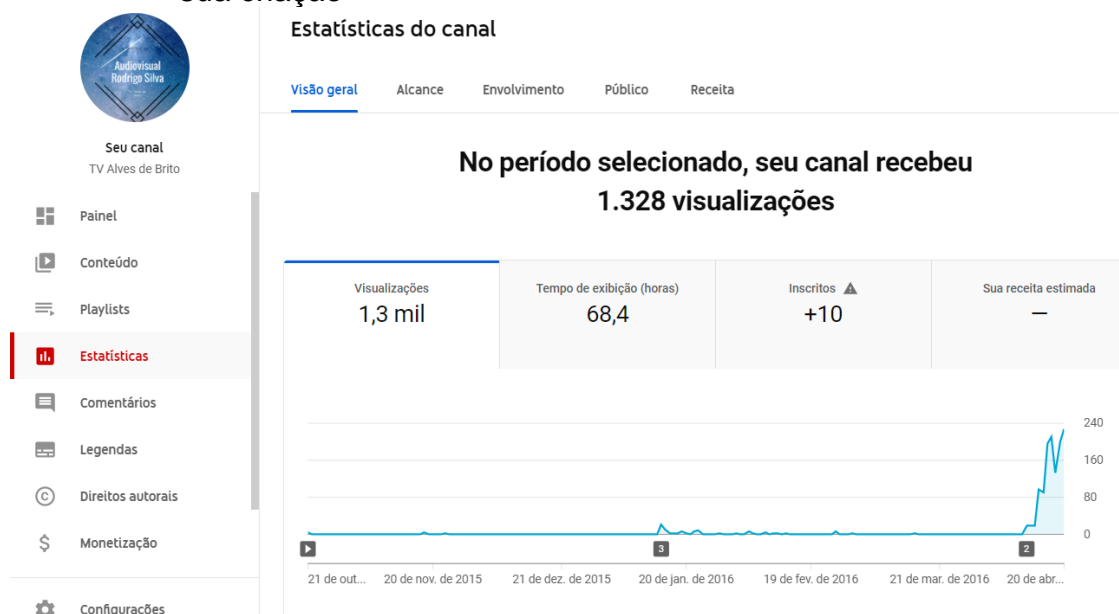 sua criação
Audiovisual
Rodrigo Silva
Seu canal
TV Alves de Brito
Painel
Conteúdo
Playlists
Estatísticas
Comentários
Legendas
Direitos autorais
Monetização
Configurações
Estatísticas do canal
Visão geral Alcance Envolvimento Público Receita
No período selecionado, seu canal recebeu
1.328 visualizações
Visualizações Tempo de exibição (horas) Inscritos Sua receita estimada
1,3 mil 68,4 +10 —
240
160
80
0
3 2
21 de out... 20 de nov. de 2015 21 de dez. de 2015 20 de jan. de 2016 19 de fev. de 2016 21 de mar. de 2016 20 de abr...